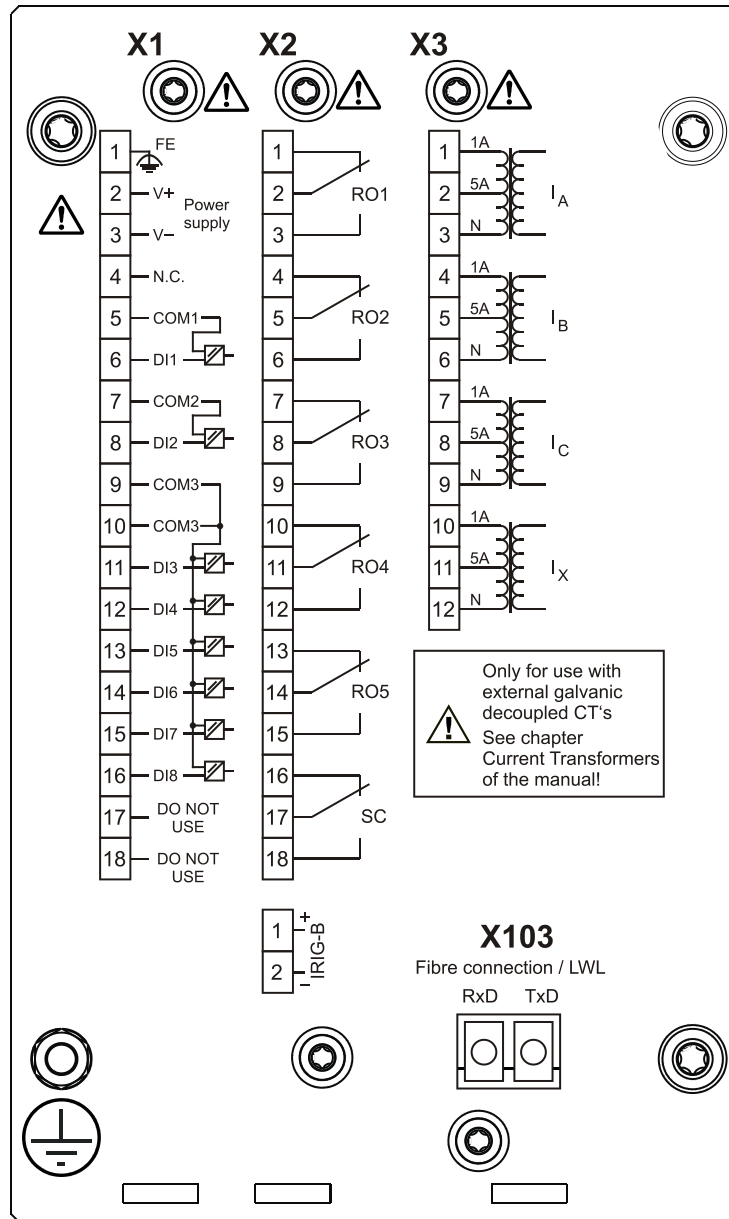 X1 X2 X3
1 FE
2 V+
Power
supply
3 V–
4 N.C.
5 COM1
6 DI1
7 COM2
8 DI2
9 COM3
10 COM3
11 DI3
12 DI4
13 DI5
14 DI6
15 DI7
16 DI8
17 DO NOT
USE
18 DO NOT
USE
1
2 RO1
3
4
5 RO2
6
7
8 RO3
9
10
11 RO4
12
13
14 RO5
15
16
17 SC
18
1 +
IRIG-B
2 –
1 1A
2 5A IA
3 N
4 1A
5 5A IB
6 N
7 1A
8 5A IC
9 N
10 1A
11 5A IX
12 N
Only for use with
external galvanic
decoupled CT‘s
See chapter
Current Transformers
of the manual!
X103
Fibre connection / LWL
RxD TxD